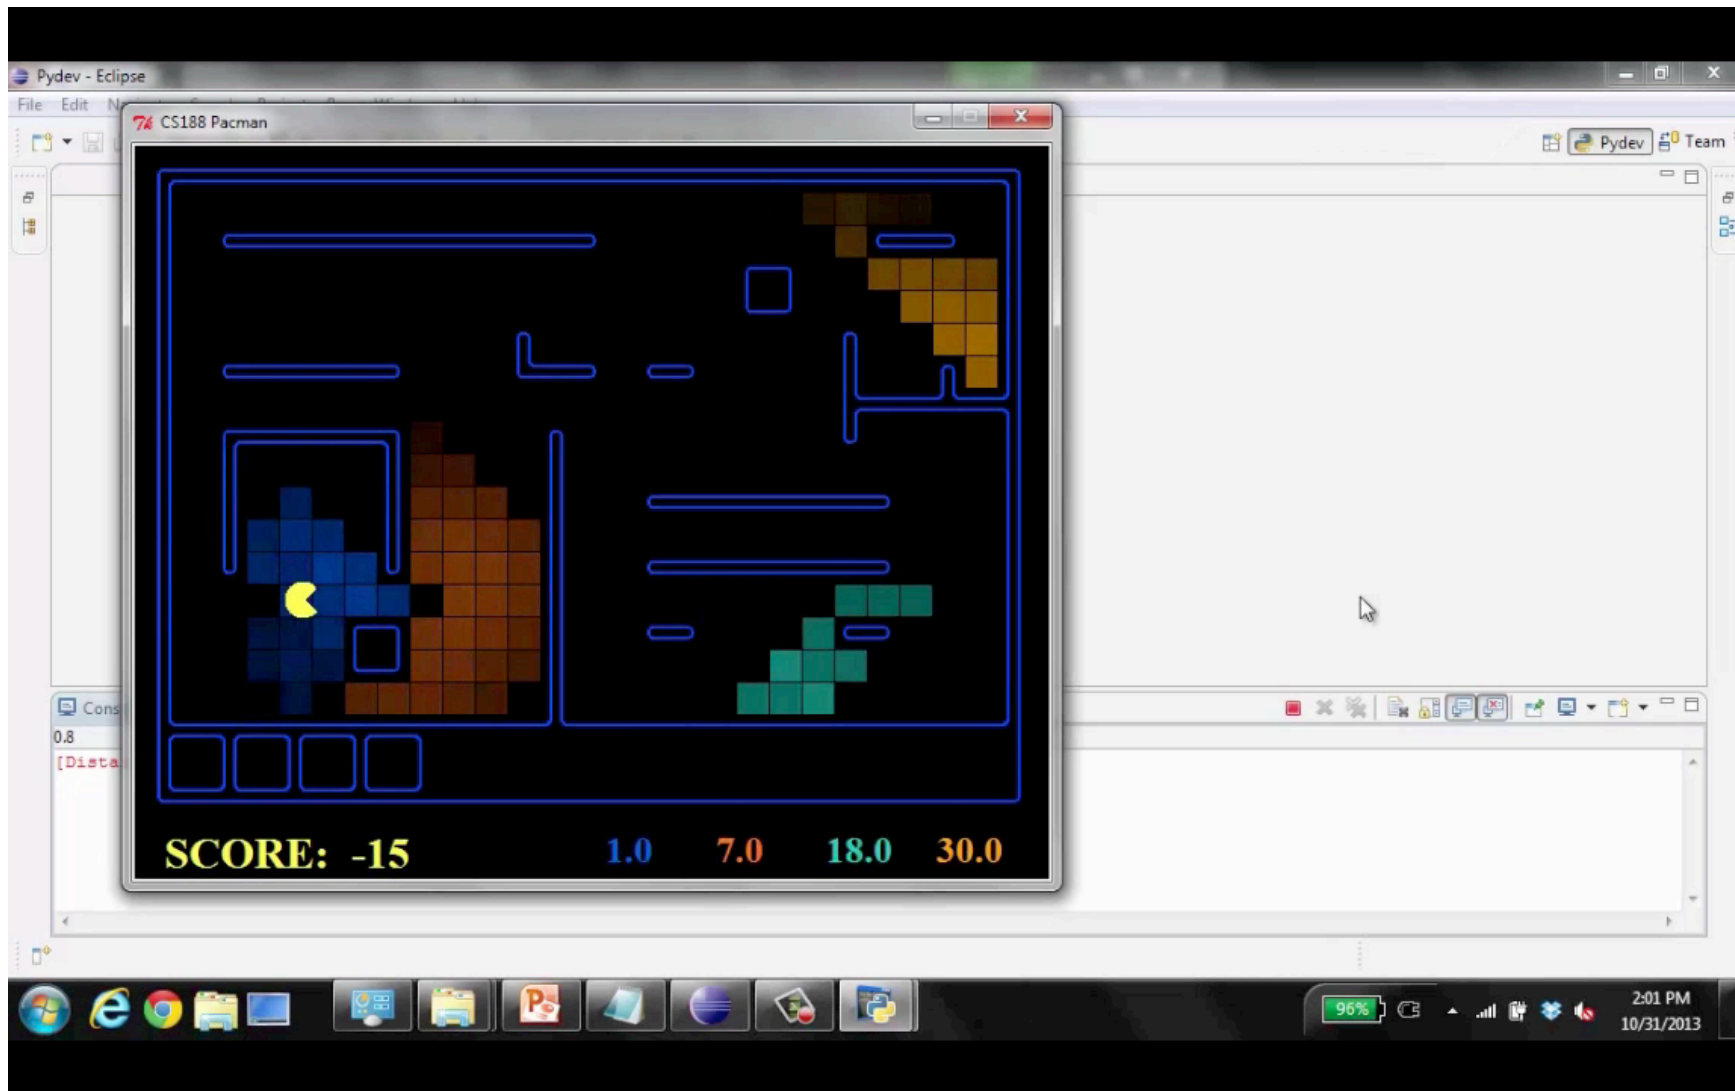 Pydev - Eclipse
File Edit
CS188 Pacman
Pydev
Team
Cons
0.8
[Dista
SCORE: -15 1.0 7.0 18.0 30.0
96%
2:01 PM
10/31/2013